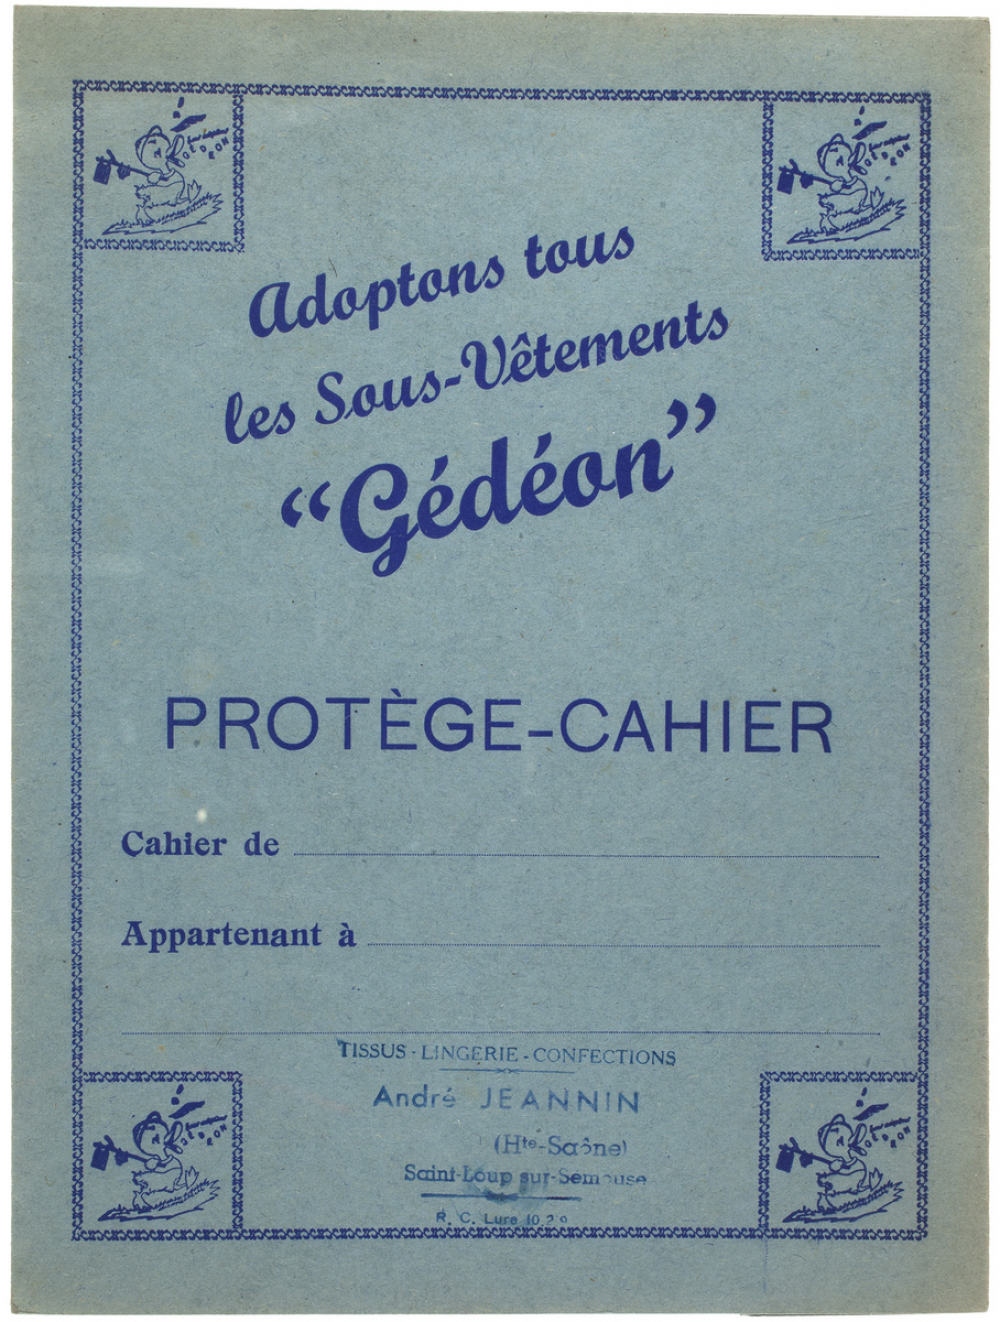 Adoptons tous
les Sous-Vêtements
“Gédéon”
PROTÈGE-CAHIER
Cahier de
Appartenant à
TISSUS - LINGERIE - CONFECTIONS
André JEANNIN
(Hte-Saône)
Saint-Loup sur-Semouse
R. C. Lure